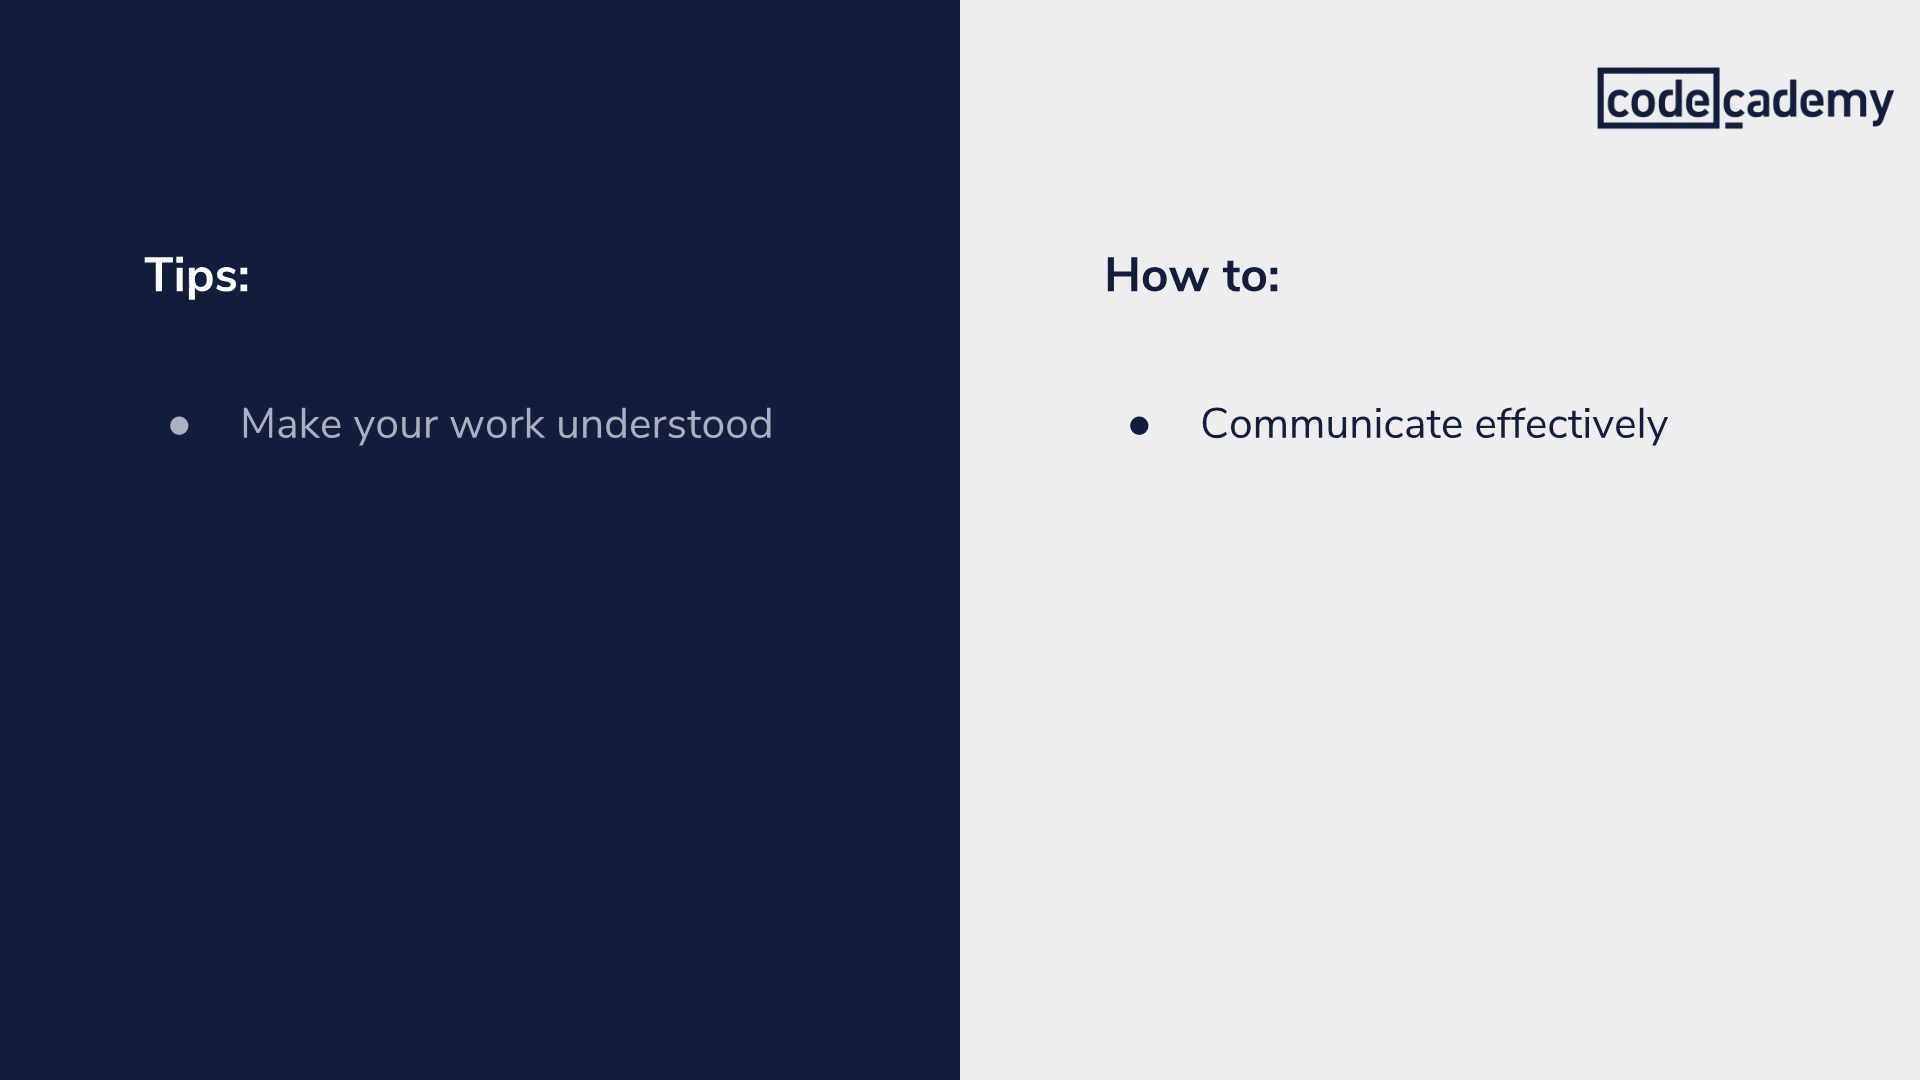 codecademy
Tips:
● Make your work understood
How to:
● Communicate effectively